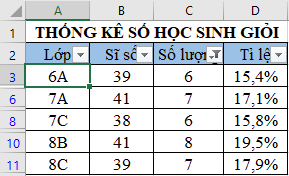 A B C D
1 THỐNG KÊ SỐ HỌC SINH GIỎI
2 Lớp Sĩ số Số lượng Tỉ lệ
3 6A 39 6 15,4%
6 7A 41 7 17,1%
8 7C 38 6 15,8%
10 8B 41 8 19,5%
11 8C 39 7 17,9%